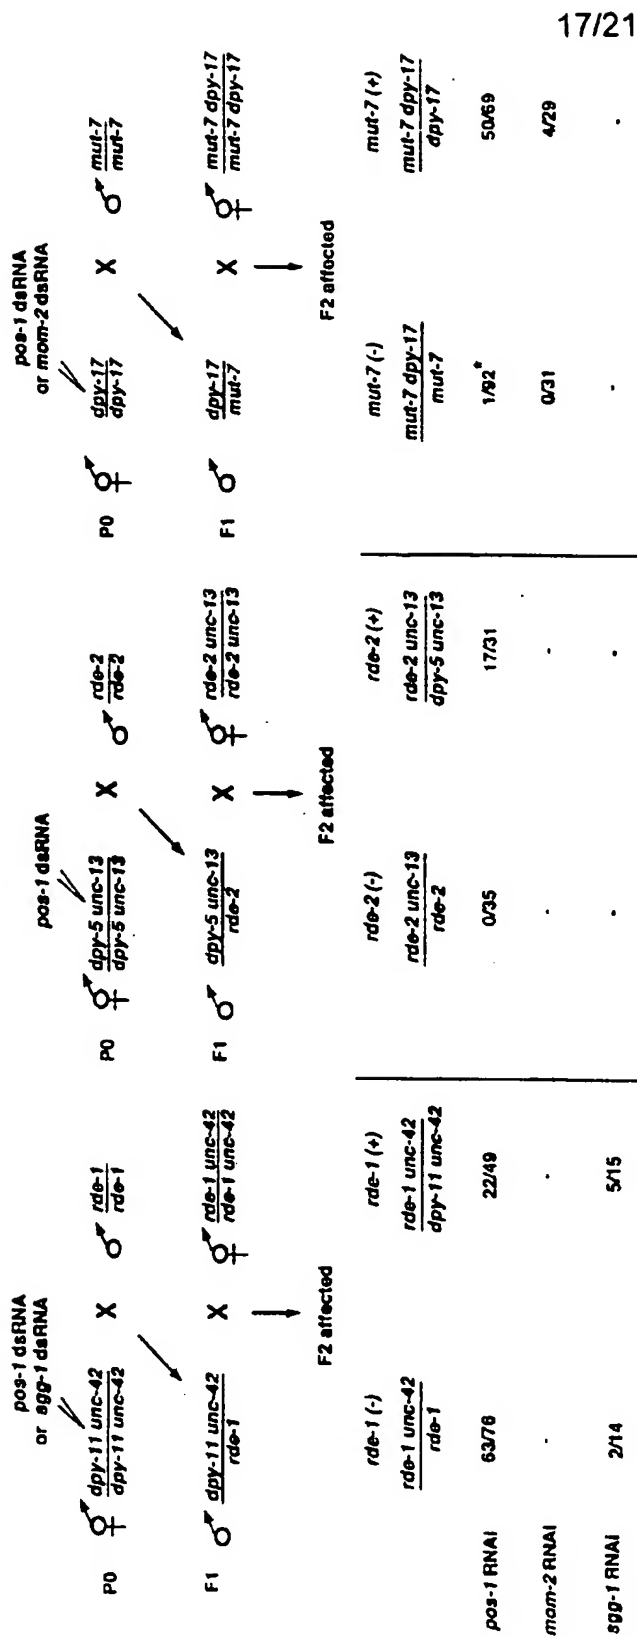 17/21
pos-1 dsRNA
or sgg-1 dsRNA
P0 dpy-11 unc-42 X rde-1
dpy-11 unc-42 rde-1
F1 dpy-11 unc-42 X rde-1 unc-42
rde-1 rde-1 unc-42
F2 affected
rde-1 (-) rde-1 (+)
rde-1 unc-42 rde-1 unc-42
rde-1 dpy-11 unc-42
pos-1 RNAi 63/76 22/49
mom-2 RNAi - -
sgg-1 RNAi 2/14 5/15
pos-1 dsRNA
P0 dpy-5 unc-13 X rde-2
dpy-5 unc-13 rde-2
F1 dpy-5 unc-13 X rde-2 unc-13
rde-2 rde-2 unc-13
F2 affected
rde-2 (-) rde-2 (+)
rde-2 unc-13 rde-2 unc-13
rde-2 dpy-5 unc-13
0/35 17/31
- -
- -
pos-1 dsRNA
or mom-2 dsRNA
P0 dpy-17 X mut-7
dpy-17 mut-7
F1 dpy-17 X mut-7 dpy-17
mut-7 mut-7 dpy-17
F2 affected
mut-7 (-) mut-7 (+)
mut-7 dpy-17 mut-7 dpy-17
mut-7 dpy-17
1/92* 50/69
0/31 4/29
- -